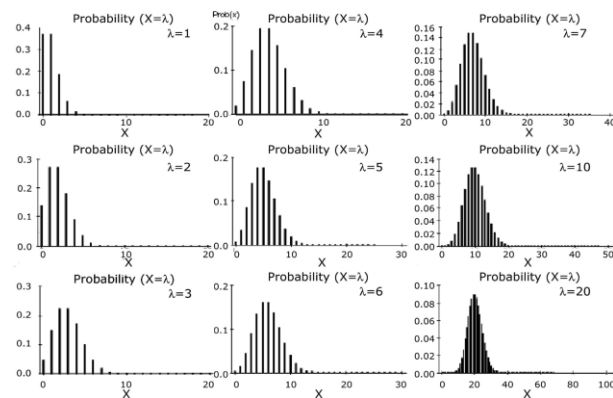 Probability (X=λ)
λ=1
0.4
0.3
0.2
0.1
0.0
0
10
20
X
Prob(x)
Probability (X=λ)
λ=4
0.2
0.1
0.0
0
10
20
X
Probability (X=λ)
λ=7
0.16
0.14
0.12
0.10
0.08
0.06
0.04
0.02
0.00
0
10
20
30
40
X
Probability (X=λ)
λ=2
0.3
0.2
0.1
0.0
0
10
20
X
Probability (X=λ)
λ=5
0.2
0.1
0.0
0
10
20
30
X
Probability (X=λ)
λ=10
0.14
0.12
0.10
0.08
0.06
0.04
0.02
0.00
0
10
20
30
40
50
X
Probability (X=λ)
λ=3
0.3
0.2
0.1
0.0
0
10
20
X
Probability (X=λ)
λ=6
0.2
0.1
0.0
0
10
20
30
X
Probability (X=λ)
λ=20
0.10
0.08
0.06
0.04
0.02
0.00
0
20
40
60
80
100
X